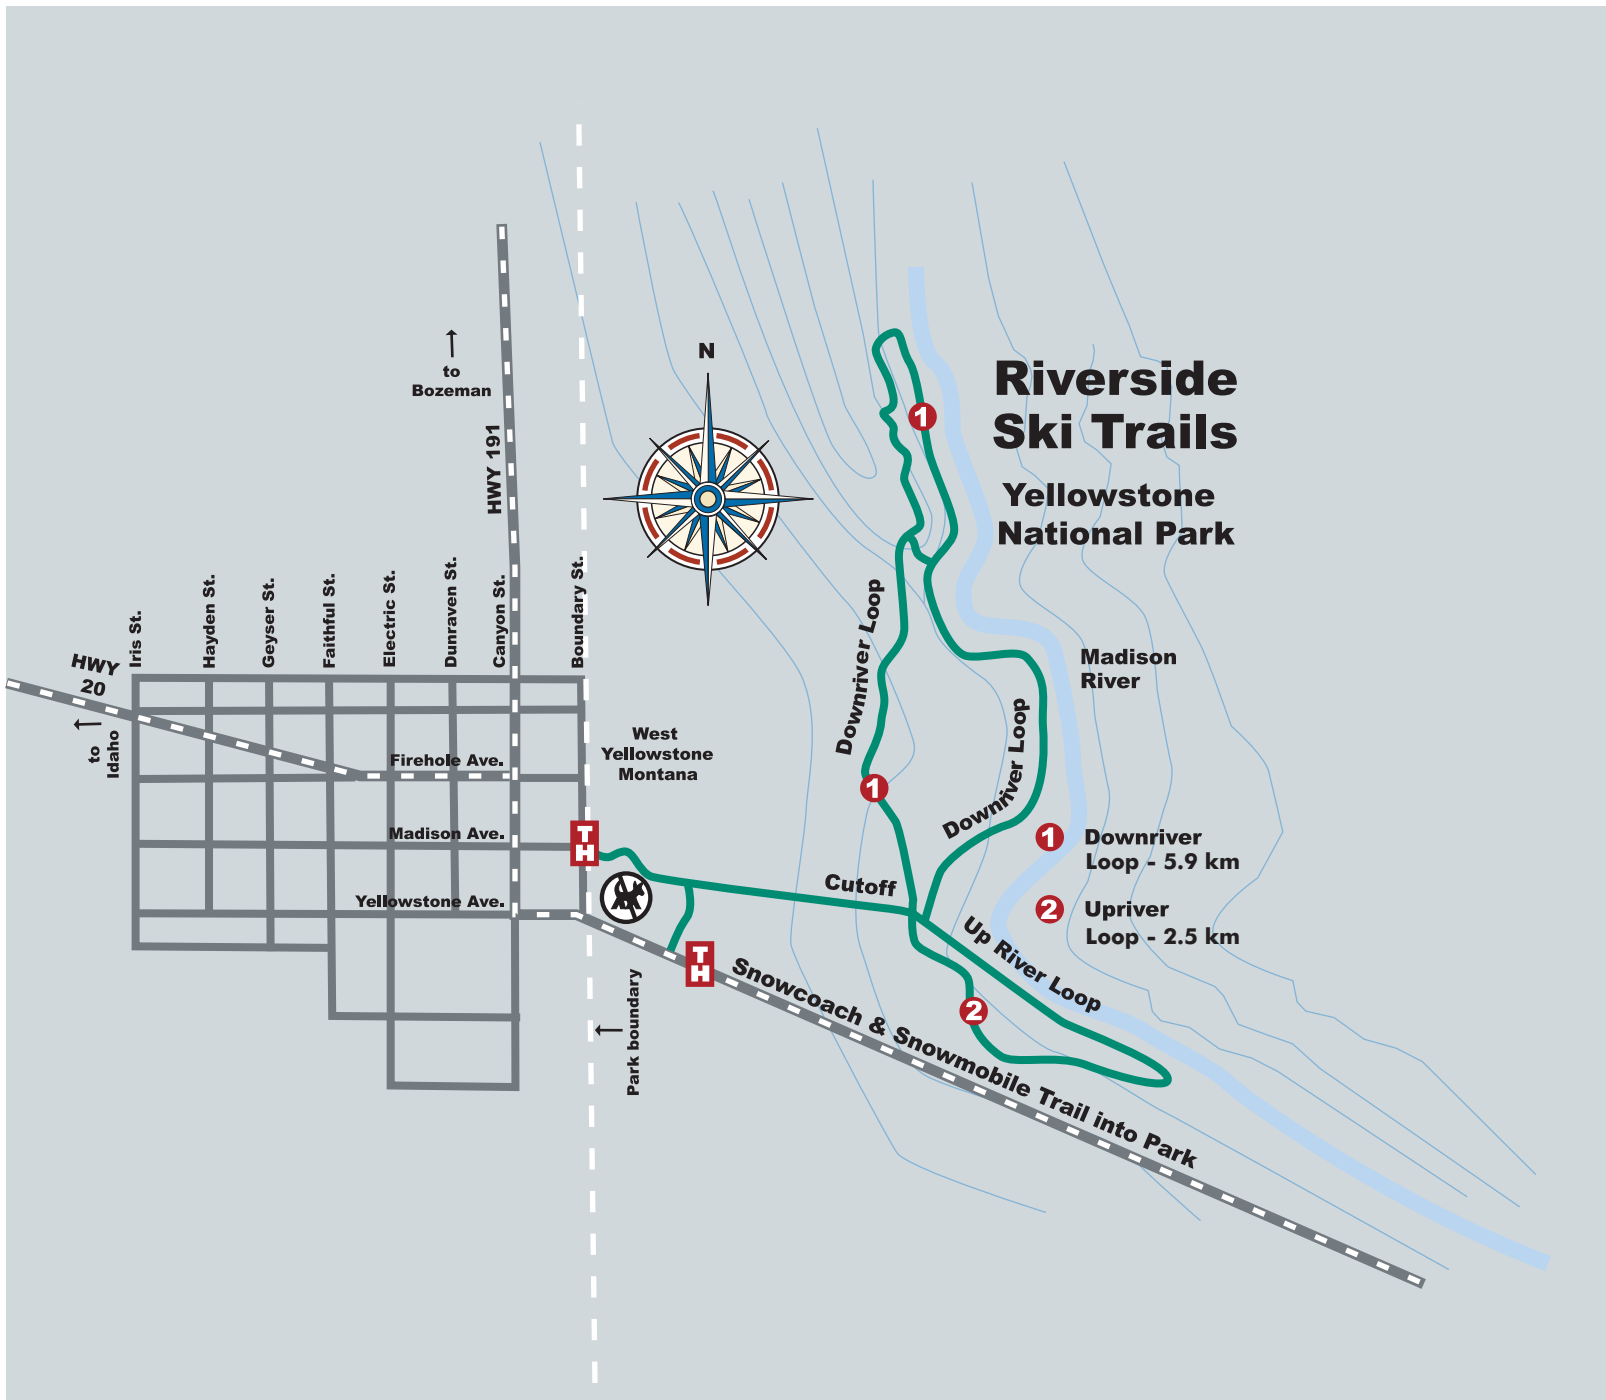 Riverside
Ski Trails
Yellowstone
National Park
N
to
Bozeman
HWY 191
Iris St.
Hayden St.
Geyser St.
Faithful St.
Electric St.
Dunraven St.
Canyon St.
Boundary St.
HWY
20
to
Idaho
Firehole Ave.
Madison Ave.
Yellowstone Ave.
West
Yellowstone
Montana
T
H
T
H
Park boundary
Cutoff
Downriver Loop
Downriver Loop
1
1
Madison
River
1 Downriver
Loop - 5.9 km
2 Upriver
Loop - 2.5 km
Up River Loop
2
Snowcoach & Snowmobile Trail into Park